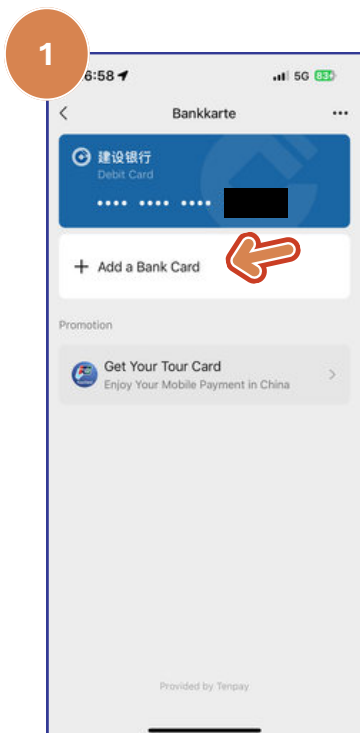 1
6:58
5G 83
Bankkarte
建设银行
Debit Card
•••• •••• ••••
+ Add a Bank Card
Promotion
Get Your Tour Card
Enjoy Your Mobile Payment in China
Provided by Tenpay